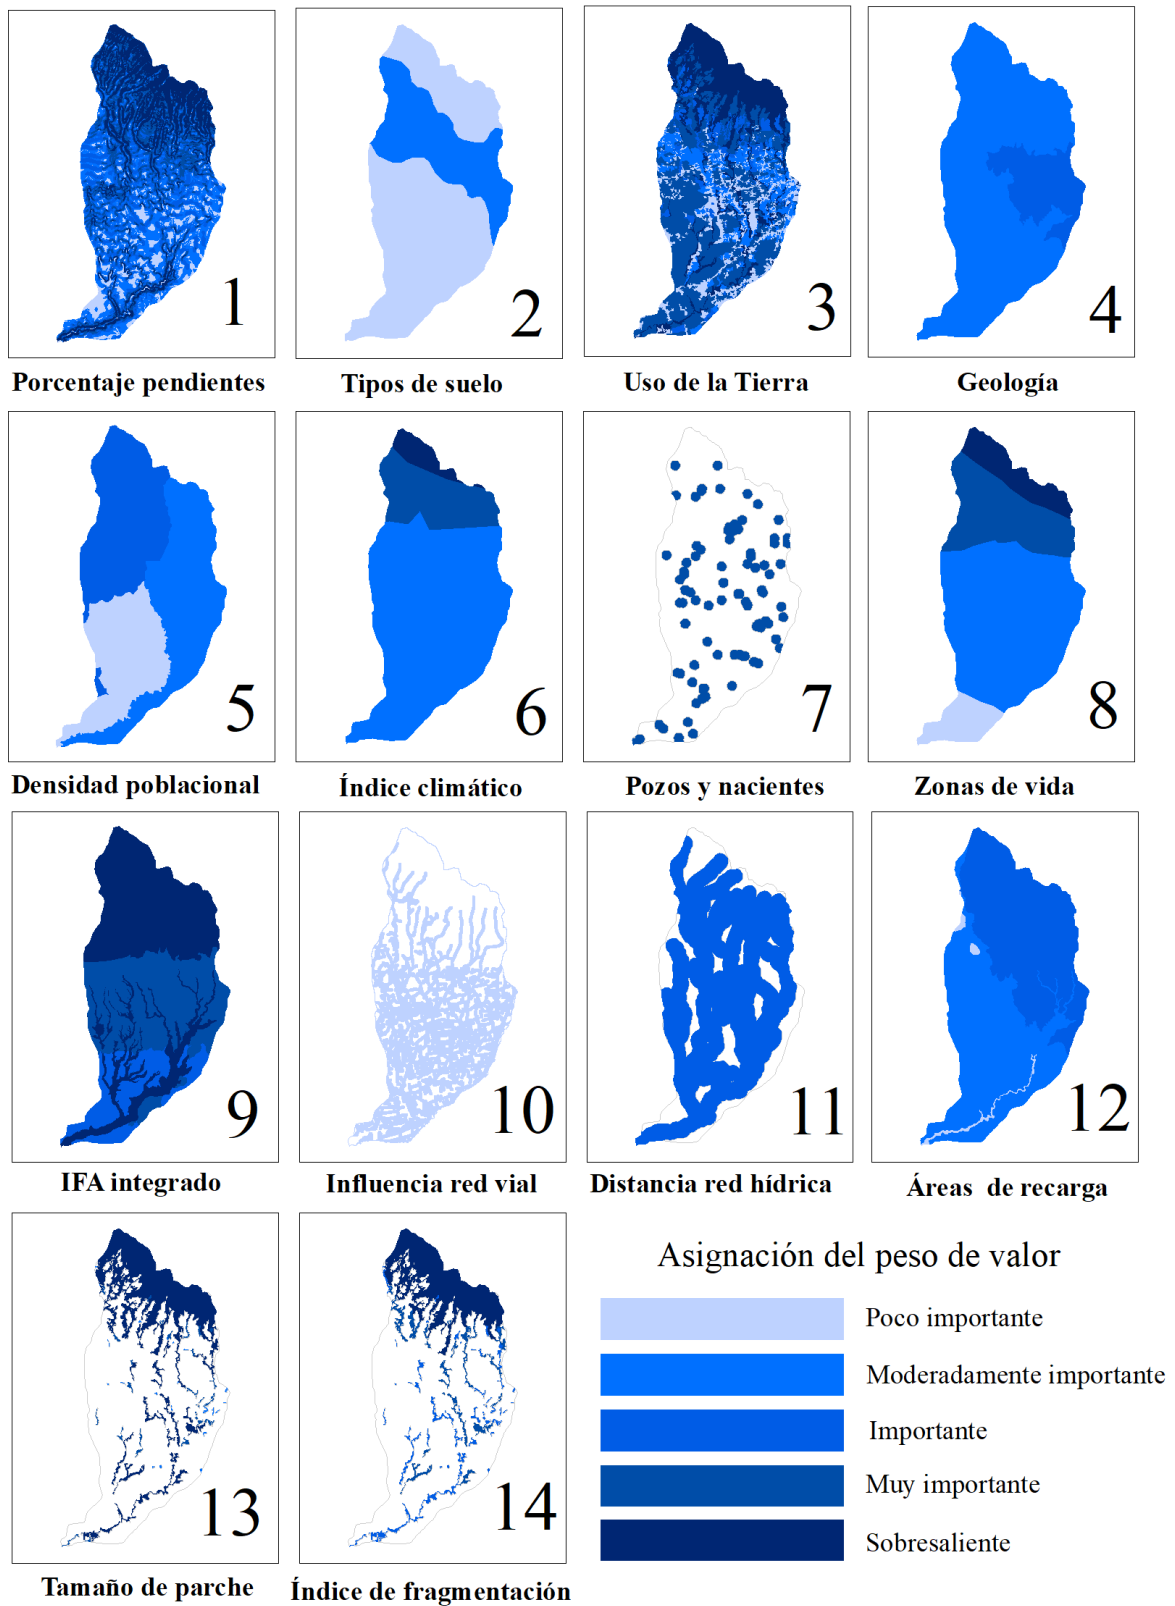 1
2
3
4
Porcentaje pendientes
Tipos de suelo
Uso de la Tierra
Geología
5
6
7
8
Densidad poblacional
Índice climático
Pozos y nacientes
Zonas de vida
9
10
11
12
IFA integrado
Influencia red vial
Distancia red hídrica
Áreas de recarga
13
14
Tamaño de parche
Índice de fragmentación
Asignación del peso de valor
Poco importante
Moderadamente importante
Importante
Muy importante
Sobresaliente